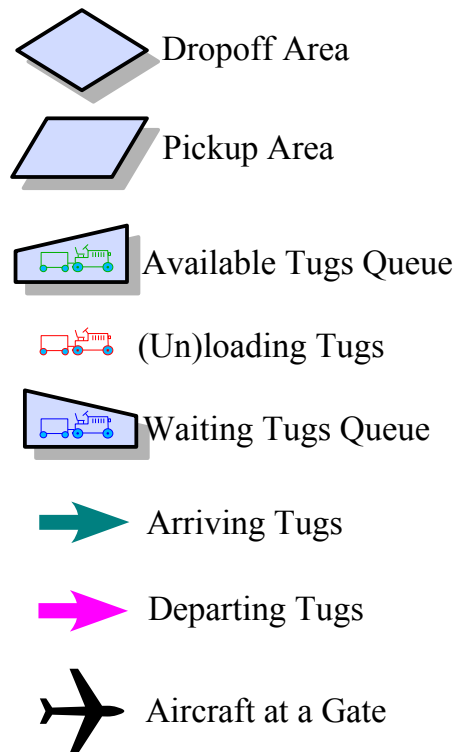 Dropoff Area
Pickup Area
Available Tugs Queue
(Un)loading Tugs
Waiting Tugs Queue
Arriving Tugs
Departing Tugs
Aircraft at a Gate